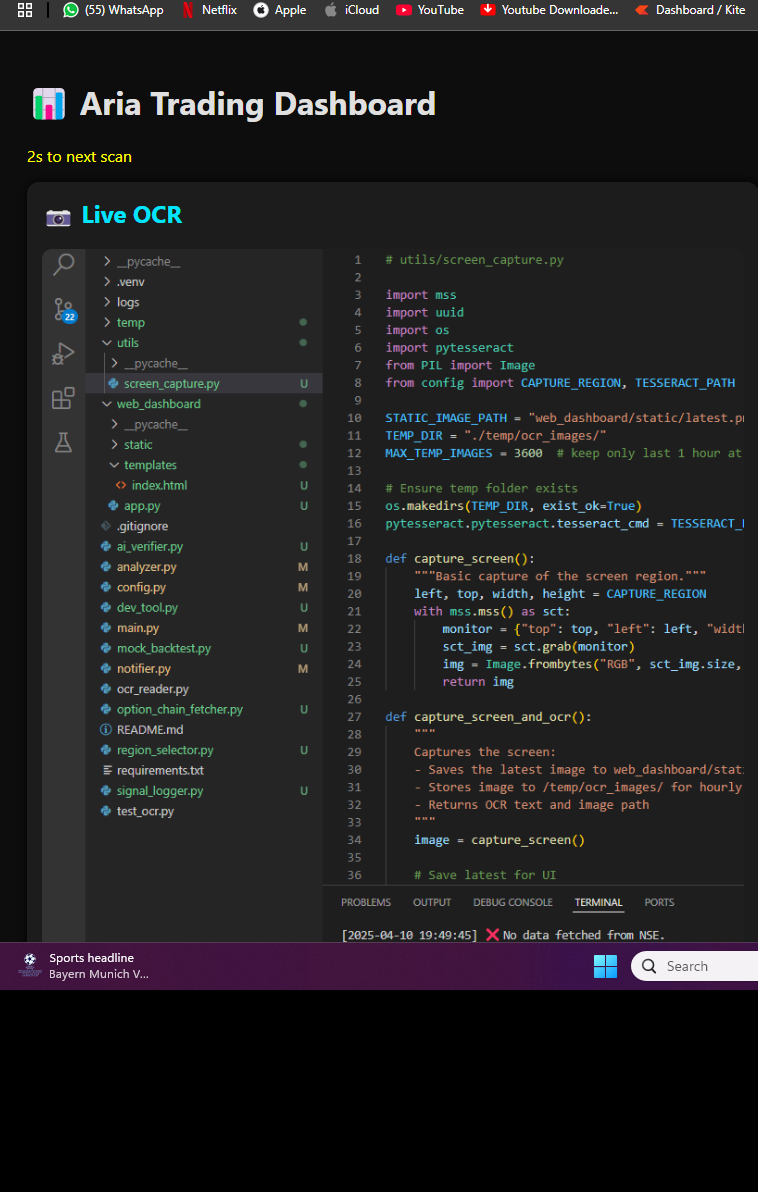 (55) WhatsApp Netflix Apple iCloud YouTube Youtube Downloade... Dashboard / Kite
Aria Trading Dashboard
2s to next scan
Live OCR
22
__pycache__
.venv
logs
temp
utils
__pycache__
screen_capture.py U
web_dashboard
__pycache__
static
templates
index.html U
app.py U
.gitignore
ai_verifier.py U
analyzer.py M
config.py M
dev_tool.py U
main.py M
mock_backtest.py U
notifier.py M
ocr_reader.py
option_chain_fetcher.py U
README.md
region_selector.py U
requirements.txt
signal_logger.py U
test_ocr.py
1 # utils/screen_capture.py
2
3 import mss
4 import uuid
5 import os
6 import pytesseract
7 from PIL import Image
8 from config import CAPTURE_REGION, TESSERACT_PATH
9
10 STATIC_IMAGE_PATH = "web_dashboard/static/latest.p
11 TEMP_DIR = "./temp/ocr_images/"
12 MAX_TEMP_IMAGES = 3600 # keep only last 1 hour at
13
14 # Ensure temp folder exists
15 os.makedirs(TEMP_DIR, exist_ok=True)
16 pytesseract.pytesseract.tesseract_cmd = TESSERACT_
17
18 def capture_screen():
19 """Basic capture of the screen region."""
20 left, top, width, height = CAPTURE_REGION
21 with mss.mss() as sct:
22 monitor = {"top": top, "left": left, "widt
23 sct_img = sct.grab(monitor)
24 img = Image.frombytes("RGB", sct_img.size,
25 return img
26
27 def capture_screen_and_ocr():
28 """
29 Captures the screen:
30 - Saves the latest image to web_dashboard/stat
31 - Stores image to /temp/ocr_images/ for hourly
32 - Returns OCR text and image path
33 """
34 image = capture_screen()
35
36 # Save latest for UI
PROBLEMS OUTPUT DEBUG CONSOLE TERMINAL PORTS
[2025-04-10 19:49:45] ❌ No data fetched from NSE.
Sports headline
Bayern Munich V...
Search